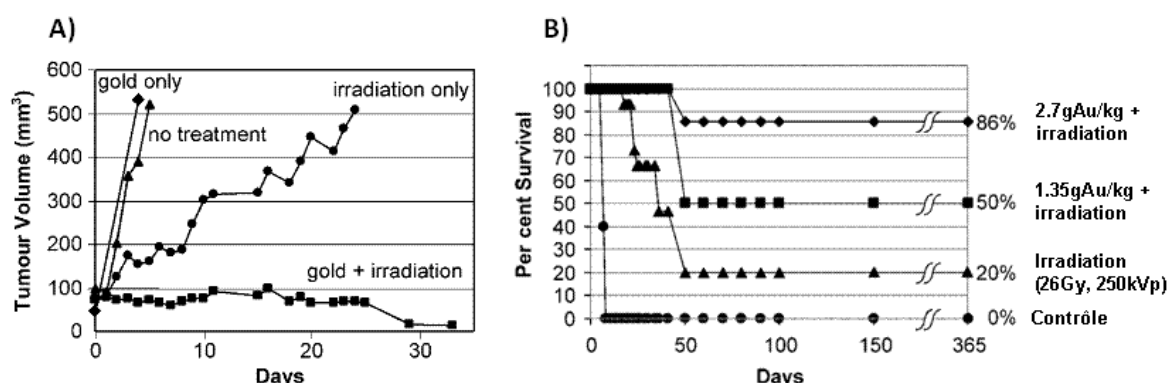 A)
gold only
irradiation only
no treatment
gold + irradiation
Tumour Volume (mm³)
600
500
400
300
200
100
0
0
10
20
30
Days
B)
Per cent Survival
100
90
80
70
60
50
40
30
20
10
0
0
50
100
150
365
Days
86%
2.7gAu/kg +
irradiation
50%
1.35gAu/kg +
irradiation
20%
Irradiation
(26Gy, 250kVp)
0%
Contrôle